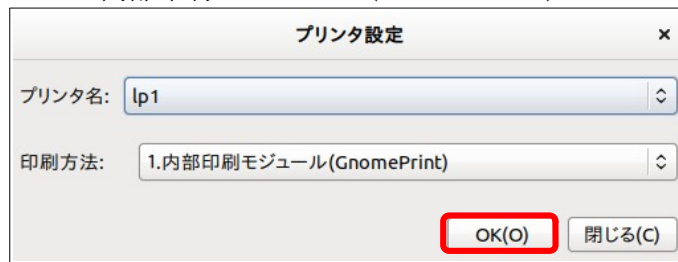 プリンタ設定 ×
プリンタ名: lp1
印刷方法: 1.内部印刷モジュール(GnomePrint)
OK(O) 閉じる(C)